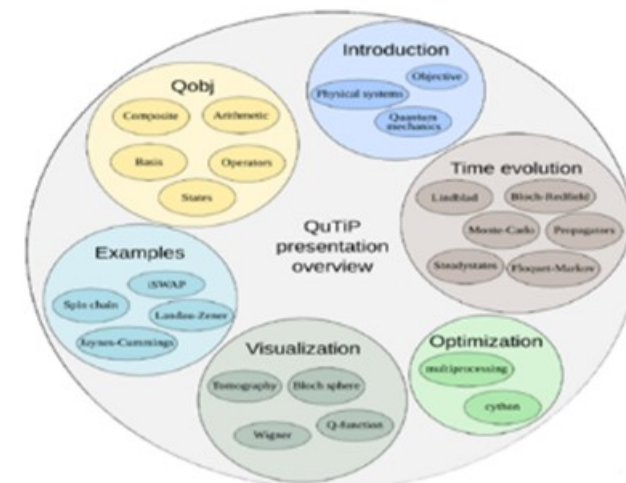 Introduction
Objective
Physical systems
Quantum
mechanics
Qobj
Composite
Arithmetic
Basis
Operators
States
Time evolution
Lindblad
Bloch-Redfield
Monte-Carlo
Propagators
Steadystates
Floquet-Markov
QuTiP
presentation
overview
Examples
iSWAP
Spin chain
Landau-Zener
Jaynes-Cummings
Visualization
Tomography
Bloch sphere
Wigner
Q-function
Optimization
multiprocessing
cython